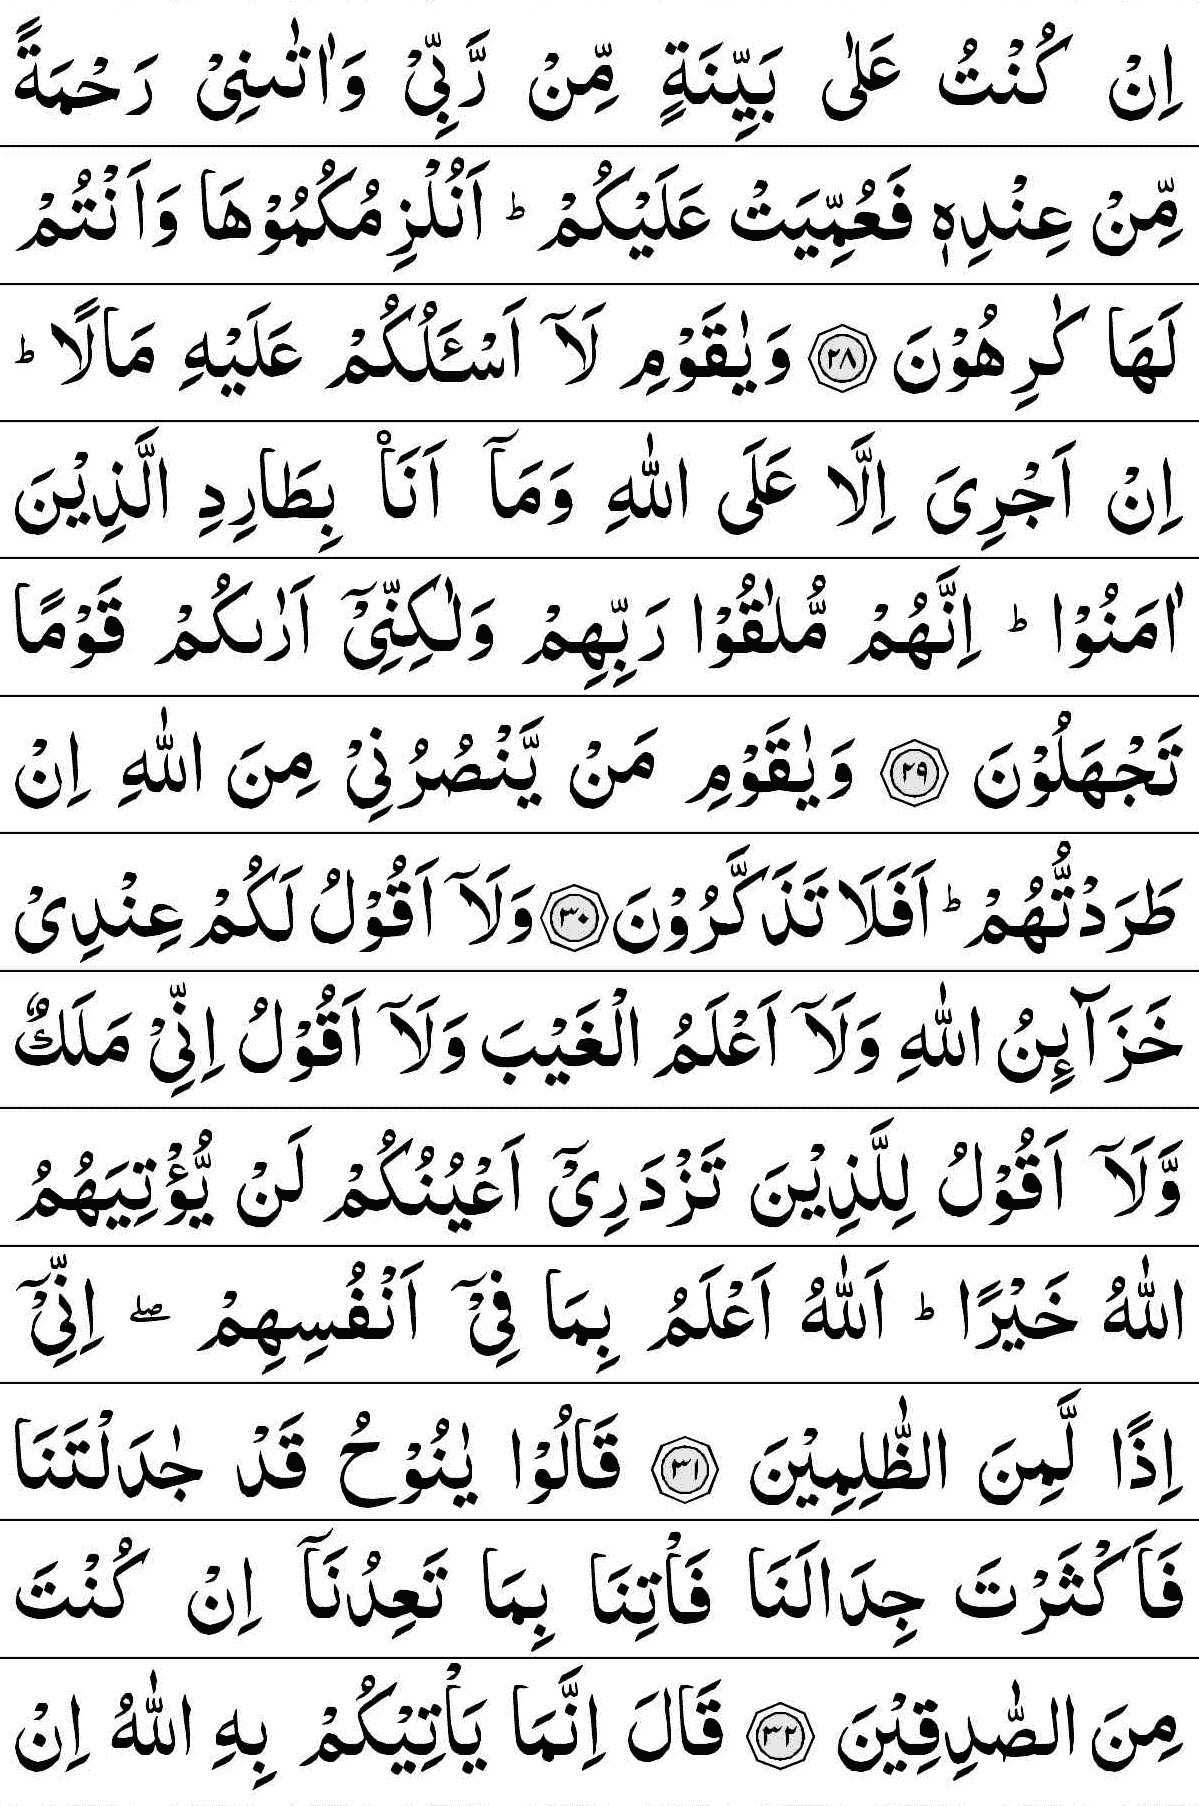 اِنْ كُنْتُ عَلٰى بَيِّنَةٍ مِّنْ رَّبِّىْ وَاٰتٰىنِىْ رَحْمَةً
مِّنْ عِنْدِهٖ فَعُمِّيَتْ عَلَيْكُمْ ؕ اَنُلْزِمُكُمُوْهَا وَاَنْتُمْ
لَهَا كٰرِهُوْنَ ﴿٢٨﴾ وَيٰقَوْمِ لَاۤ اَسْـَٔلُكُمْ عَلَيْهِ مَالًا ؕ
اِنْ اَجْرِىَ اِلَّا عَلَى اللّٰهِ وَمَاۤ اَنَا۟ بِطَارِدِ الَّذِيْنَ
اٰمَنُوْا ؕ اِنَّهُمْ مُّلٰقُوْا رَبِّهِمْ وَلٰكِنِّىْۤ اَرٰىكُمْ قَوْمًا
تَجْهَلُوْنَ ﴿٢٩﴾ وَيٰقَوْمِ مَنْ يَّنْصُرُنِىْ مِنَ اللّٰهِ اِنْ
طَرَدْتُّهُمْ ؕ اَفَلَا تَذَكَّرُوْنَ ﴿٣٠﴾ وَلَاۤ اَقُوْلُ لَكُمْ عِنْدِىْ
خَزَآئِنُ اللّٰهِ وَلَاۤ اَعْلَمُ الْغَيْبَ وَلَاۤ اَقُوْلُ اِنِّىْ مَلَكٌ
وَّلَاۤ اَقُوْلُ لِلَّذِيْنَ تَزْدَرِىْۤ اَعْيُنُكُمْ لَنْ يُّؤْتِيَهُمُ
اللّٰهُ خَيْرًا ؕ اَللّٰهُ اَعْلَمُ بِمَا فِىْۤ اَنْفُسِهِمْ ۖ اِنِّىْۤ
اِذًا لَّمِنَ الظّٰلِمِيْنَ ﴿٣١﴾ قَالُوْا يٰنُوْحُ قَدْ جٰدَلْتَنَا
فَاَكْثَرْتَ جِدَالَنَا فَاْتِنَا بِمَا تَعِدُنَاۤ اِنْ كُنْتَ
مِنَ الصّٰدِقِيْنَ ﴿٣٢﴾ قَالَ اِنَّمَا يَاْتِيْكُمْ بِهِ اللّٰهُ اِنْ